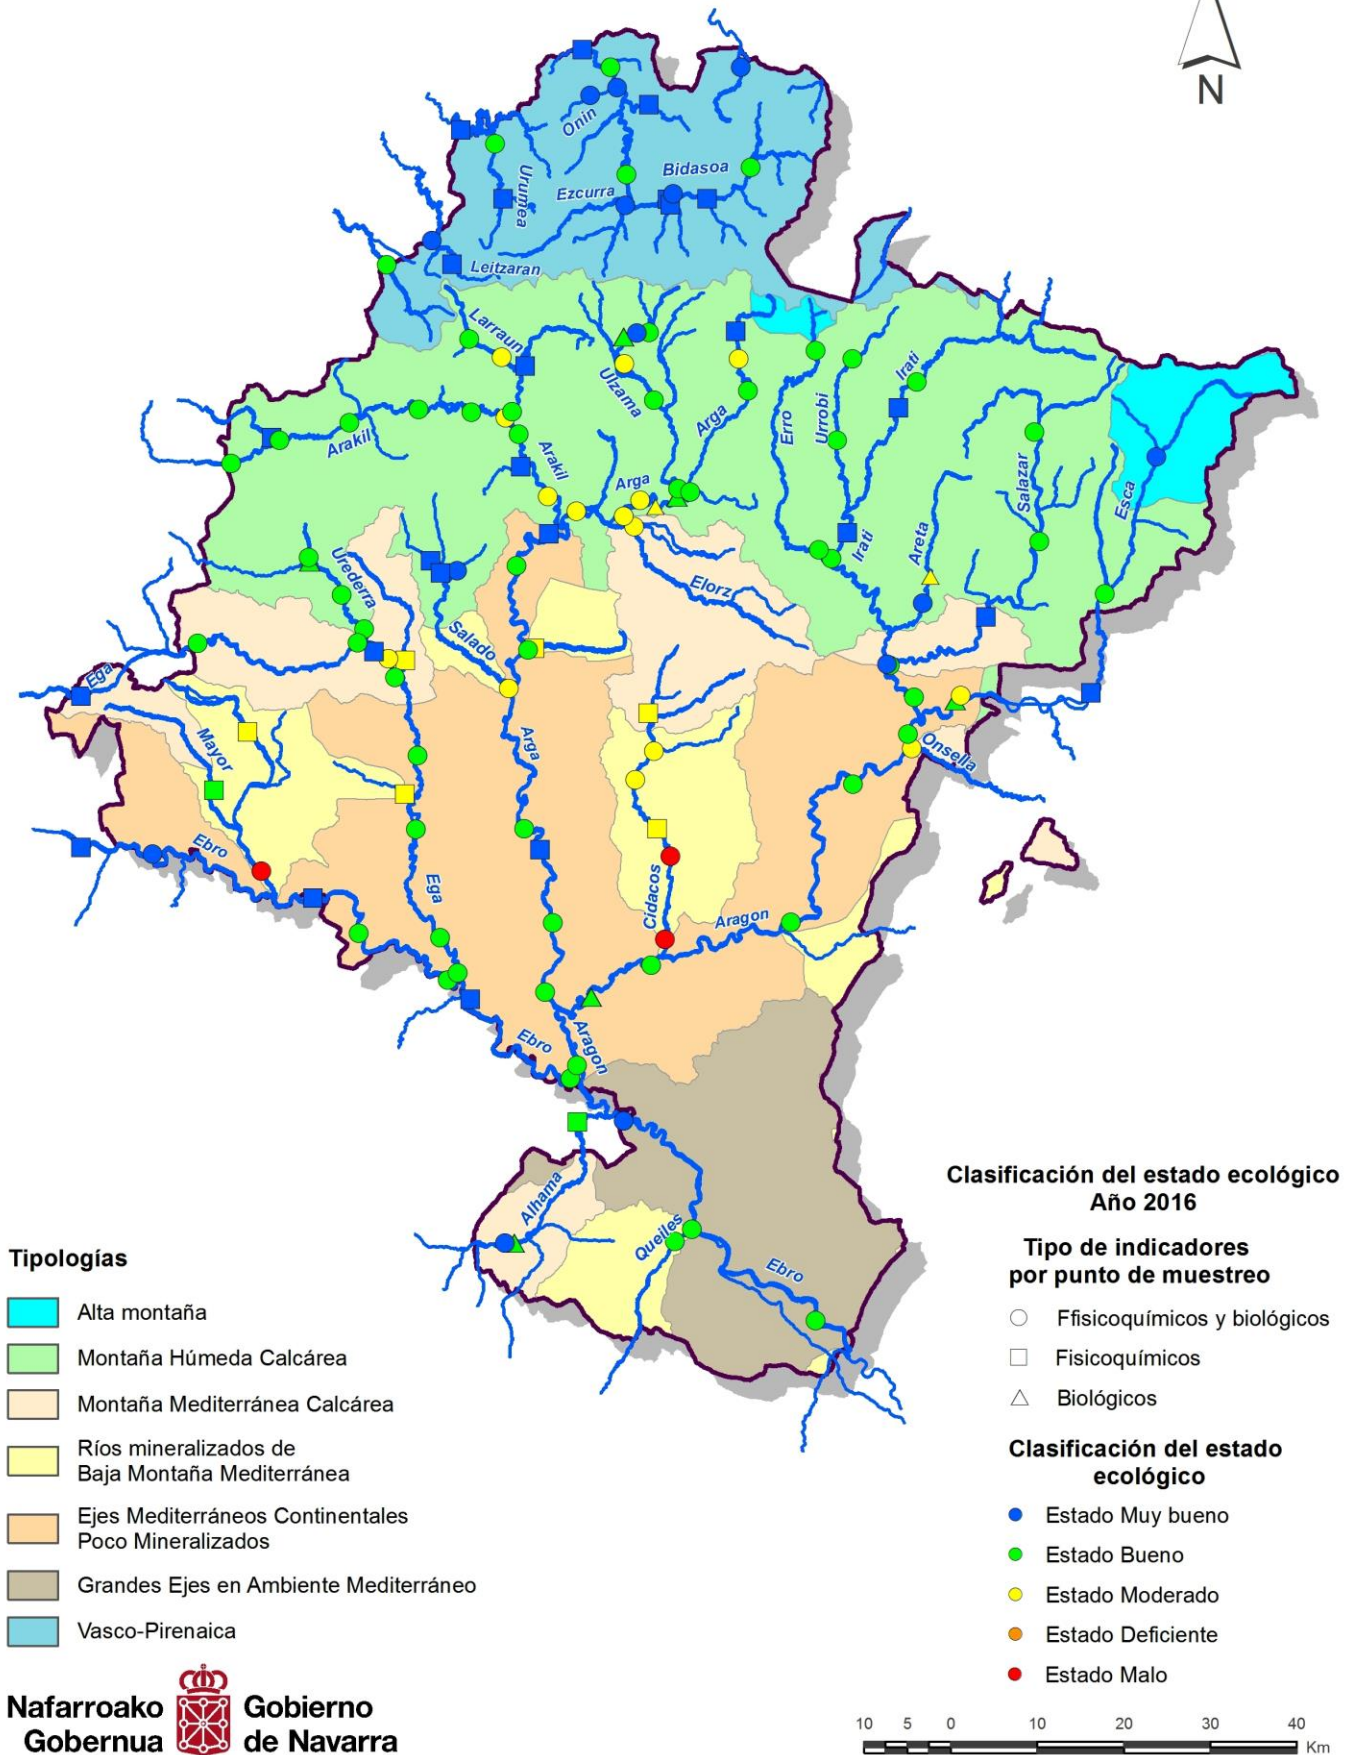 N
Onin
Urumea
Bidasoa
Ezcurra
Leitzaran
Larraun
Ulzama
Irati
Arga
Erro
Urrobi
Arakil
Arakil
Arga
Salazar
Esca
Irati
Areta
Urederra
Elorz
Salado
Ega
Mayor
Arga
Onsella
Ebro
Ega
Cidacos
Aragon
Ebro
Aragon
Alhama
Queiles
Ebro
Clasificación del estado ecológico
Año 2016
Tipo de indicadores
por punto de muestreo
Ffisicoquímicos y biológicos
Fisicoquímicos
Biológicos
Clasificación del estado
ecológico
Estado Muy bueno
Estado Bueno
Estado Moderado
Estado Deficiente
Estado Malo
Tipologías
Alta montaña
Montaña Húmeda Calcárea
Montaña Mediterránea Calcárea
Ríos mineralizados de
Baja Montaña Mediterránea
Ejes Mediterráneos Continentales
Poco Mineralizados
Grandes Ejes en Ambiente Mediterráneo
Vasco-Pirenaica
Nafarroako
Gobernua
Gobierno
de Navarra
10 5 0 10 20 30 40
Km